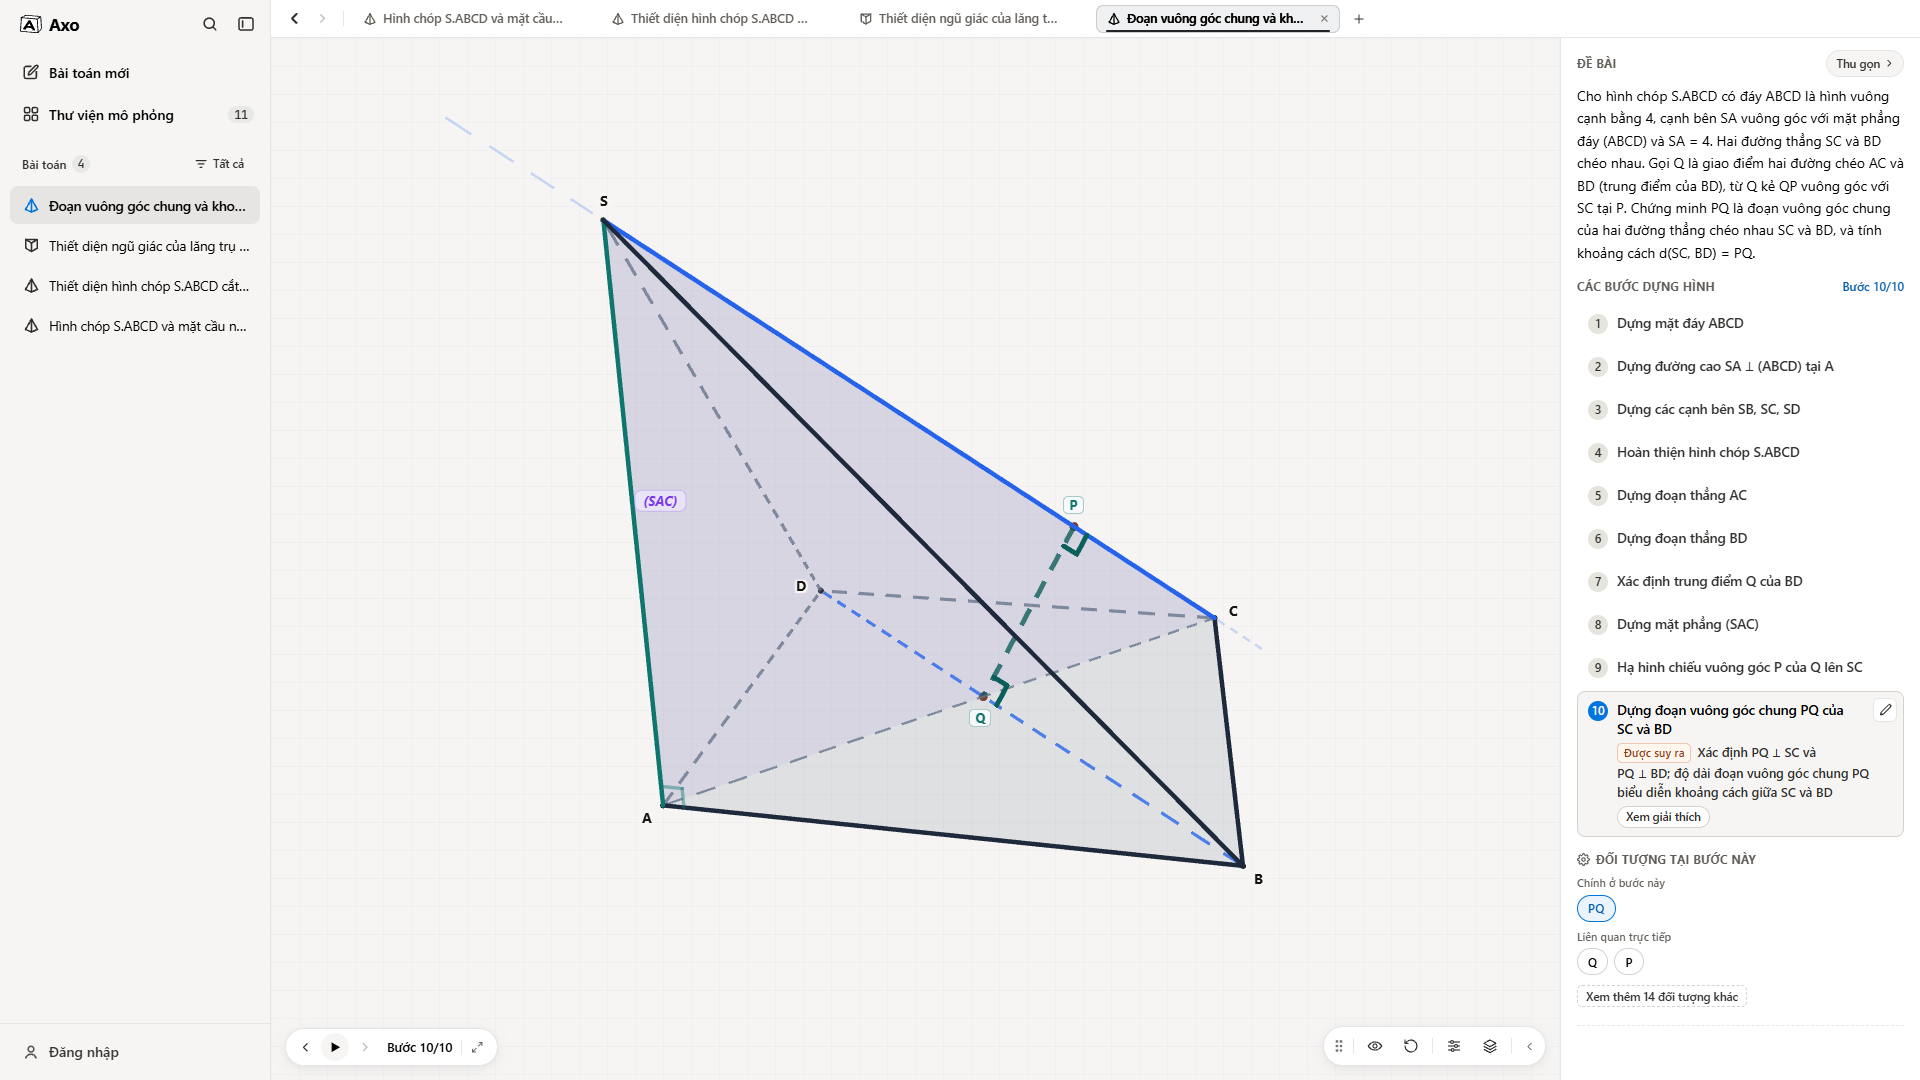 Axo
Bài toán mới
Thư viện mô phỏng 11
Bài toán 4 Tất cả
Đoạn vuông góc chung và kho...
Thiết diện ngũ giác của lăng trụ ...
Thiết diện hình chóp S.ABCD cắt...
Hình chóp S.ABCD và mặt cầu n...
Đăng nhập
Hình chóp S.ABCD và mặt cầu...
Thiết diện hình chóp S.ABCD ...
Thiết diện ngũ giác của lăng t...
Đoạn vuông góc chung và kh...
S
(SAC)
P
D
C
Q
A
B
Bước 10/10
ĐỀ BÀI
Thu gọn
Cho hình chóp S.ABCD có đáy ABCD là hình vuông
cạnh bằng 4, cạnh bên SA vuông góc với mặt phẳng
đáy (ABCD) và SA = 4. Hai đường thẳng SC và BD
chéo nhau. Gọi Q là giao điểm hai đường chéo AC và
BD (trung điểm của BD), từ Q kẻ QP vuông góc với
SC tại P. Chứng minh PQ là đoạn vuông góc chung
của hai đường thẳng chéo nhau SC và BD, và tính
khoảng cách d(SC, BD) = PQ.
CÁC BƯỚC DỰNG HÌNH Bước 10/10
1 Dựng mặt đáy ABCD
2 Dựng đường cao SA ⊥ (ABCD) tại A
3 Dựng các cạnh bên SB, SC, SD
4 Hoàn thiện hình chóp S.ABCD
5 Dựng đoạn thẳng AC
6 Dựng đoạn thẳng BD
7 Xác định trung điểm Q của BD
8 Dựng mặt phẳng (SAC)
9 Hạ hình chiếu vuông góc P của Q lên SC
10 Dựng đoạn vuông góc chung PQ của
SC và BD
Được suy ra Xác định PQ ⊥ SC và
PQ ⊥ BD; độ dài đoạn vuông góc chung PQ
biểu diễn khoảng cách giữa SC và BD
Xem giải thích
ĐỐI TƯỢNG TẠI BƯỚC NÀY
Chính ở bước này
PQ
Liên quan trực tiếp
Q P
Xem thêm 14 đối tượng khác